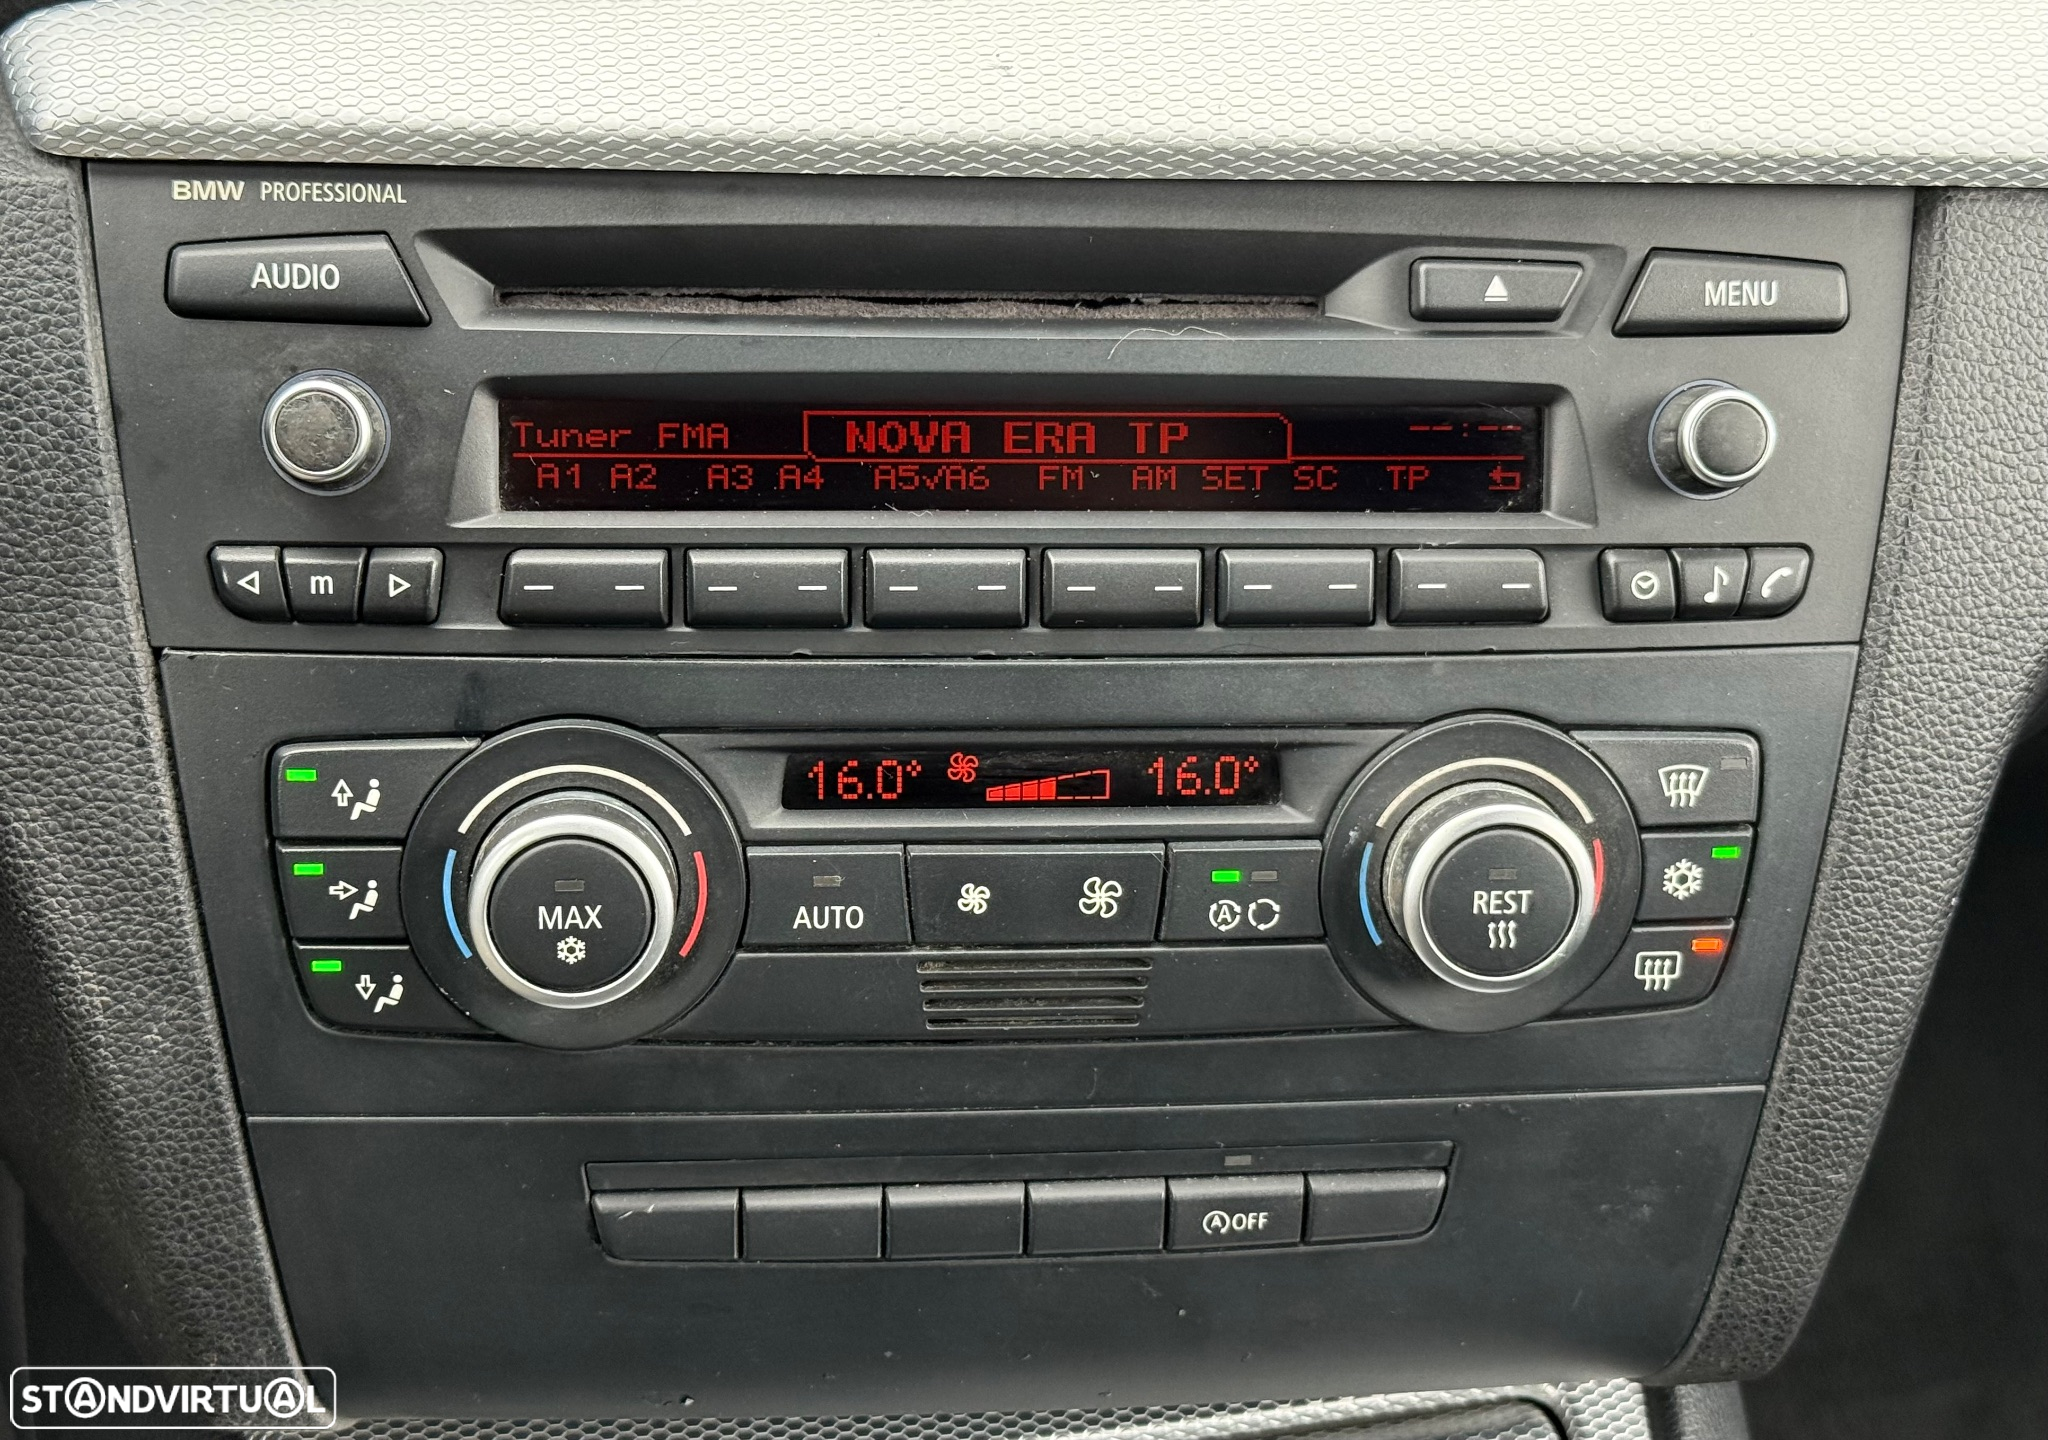 BMW PROFESSIONAL
AUDIO
MENU
Tuner FMA NOVA ERA TP --:--
A1 A2 A3 A4 A5√A6 FM AM SET SC TP
m
16.0° 16.0°
MAX
AUTO
A
REST
A OFF
STANDVIRTUAL